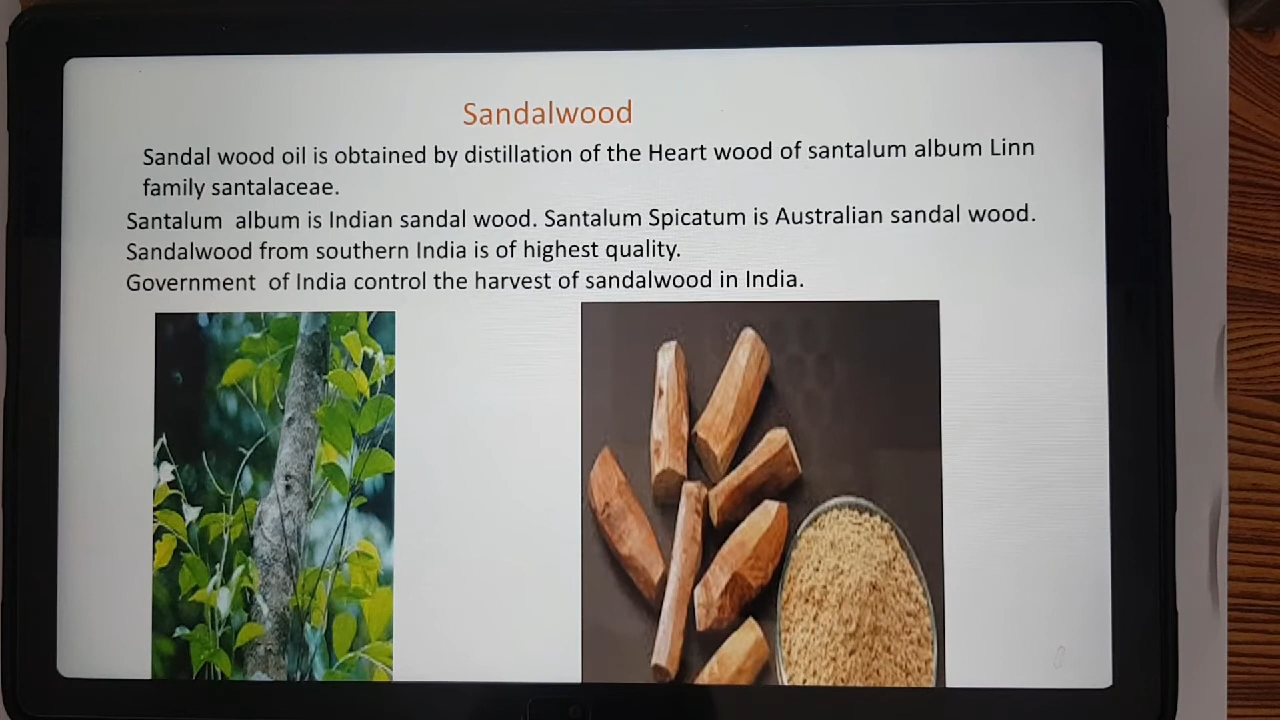 Sandalwood
Sandal wood oil is obtained by distillation of the Heart wood of santalum album Linn
family santalaceae.
Santalum album is Indian sandal wood. Santalum Spicatum is Australian sandal wood.
Sandalwood from southern India is of highest quality.
Government of India control the harvest of sandalwood in India.